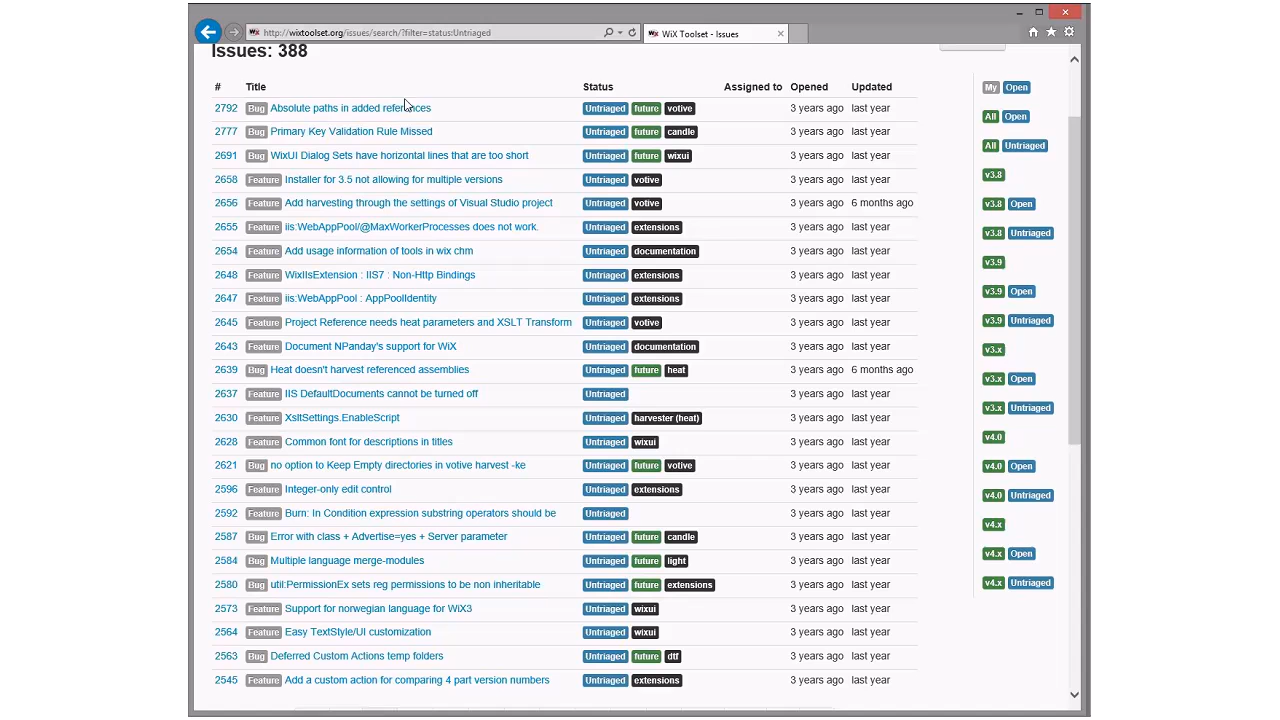 http://wixtoolset.org/issues/search/?filter=status:Untriaged
WiX Toolset - Issues
Issues: 388
# Title Status Assigned to Opened Updated
2792 Bug Absolute paths in added references Untriaged future votive 3 years ago last year
2777 Bug Primary Key Validation Rule Missed Untriaged future candle 3 years ago last year
2691 Bug WixUI Dialog Sets have horizontal lines that are too short Untriaged future wixui 3 years ago last year
2658 Feature Installer for 3.5 not allowing for multiple versions Untriaged votive 3 years ago last year
2656 Feature Add harvesting through the settings of Visual Studio project Untriaged votive 3 years ago 6 months ago
2655 Feature iis:WebAppPool/@MaxWorkerProcesses does not work. Untriaged extensions 3 years ago last year
2654 Feature Add usage information of tools in wix chm Untriaged documentation 3 years ago last year
2648 Feature WixIIsExtension : IIS7 : Non-Http Bindings Untriaged extensions 3 years ago last year
2647 Feature iis:WebAppPool : AppPoolIdentity Untriaged extensions 3 years ago last year
2645 Feature Project Reference needs heat parameters and XSLT Transform Untriaged votive 3 years ago last year
2643 Feature Document NPanday's support for WiX Untriaged documentation 3 years ago last year
2639 Bug Heat doesn't harvest referenced assemblies Untriaged future heat 3 years ago 6 months ago
2637 Feature IIS DefaultDocuments cannot be turned off Untriaged 3 years ago last year
2630 Feature XsltSettings.EnableScript Untriaged harvester (heat) 3 years ago last year
2628 Feature Common font for descriptions in titles Untriaged wixui 3 years ago last year
2621 Bug no option to Keep Empty directories in votive harvest -ke Untriaged future votive 3 years ago last year
2596 Feature Integer-only edit control Untriaged extensions 3 years ago last year
2592 Feature Burn: In Condition expression substring operators should be Untriaged 3 years ago last year
2587 Bug Error with class + Advertise=yes + Server parameter Untriaged future candle 3 years ago last year
2584 Bug Multiple language merge-modules Untriaged future light 3 years ago last year
2580 Bug util:PermissionEx sets reg permissions to be non inheritable Untriaged future extensions 3 years ago last year
2573 Feature Support for norwegian language for WiX3 Untriaged wixui 3 years ago last year
2564 Feature Easy TextStyle/UI customization Untriaged wixui 3 years ago last year
2563 Bug Deferred Custom Actions temp folders Untriaged future dtf 3 years ago last year
2545 Feature Add a custom action for comparing 4 part version numbers Untriaged extensions 3 years ago last year
My Open
All Open
All Untriaged
v3.8
v3.8 Open
v3.8 Untriaged
v3.9
v3.9 Open
v3.9 Untriaged
v3.x
v3.x Open
v3.x Untriaged
v4.0
v4.0 Open
v4.0 Untriaged
v4.x
v4.x Open
v4.x Untriaged